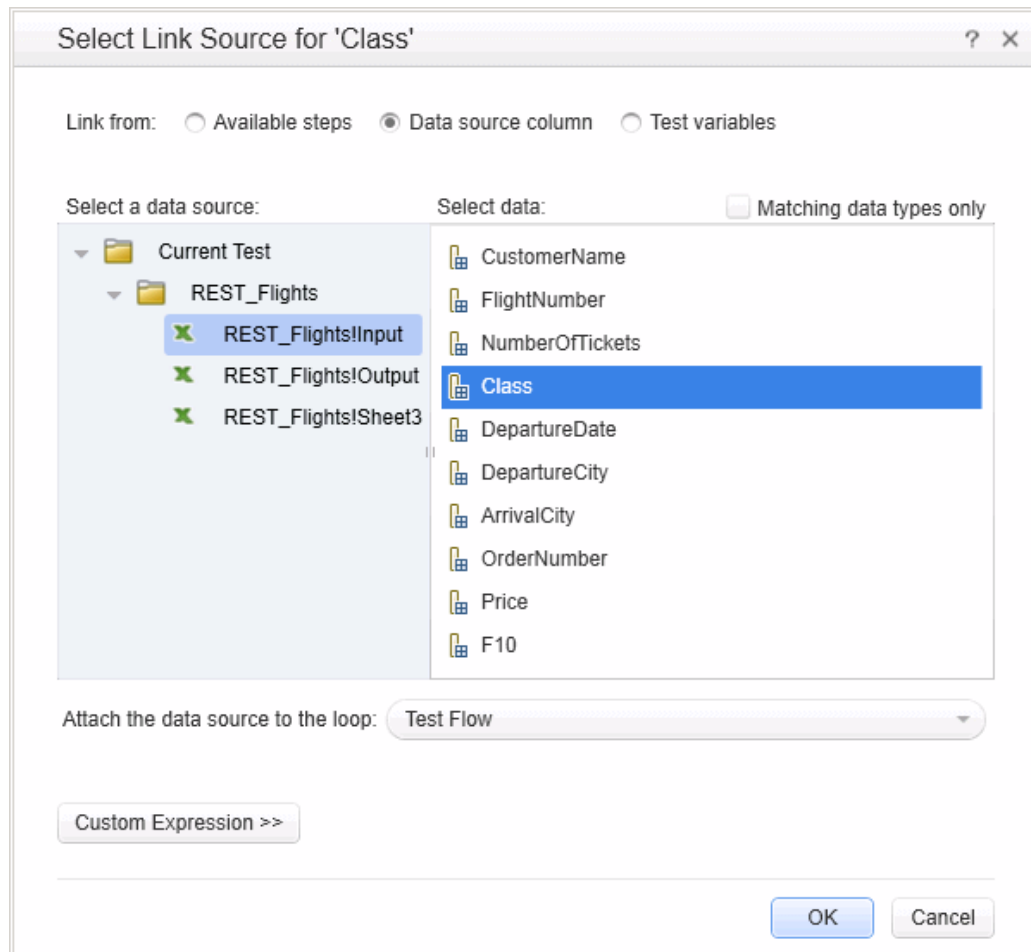 Select Link Source for 'Class'
? ×
Link from: Available steps Data source column Test variables
Select a data source: Select data: Matching data types only
Current Test
REST_Flights
REST_Flights!Input
REST_Flights!Output
REST_Flights!Sheet3
CustomerName
FlightNumber
NumberOfTickets
Class
DepartureDate
DepartureCity
ArrivalCity
OrderNumber
Price
F10
Attach the data source to the loop: Test Flow
Custom Expression >>
OK Cancel